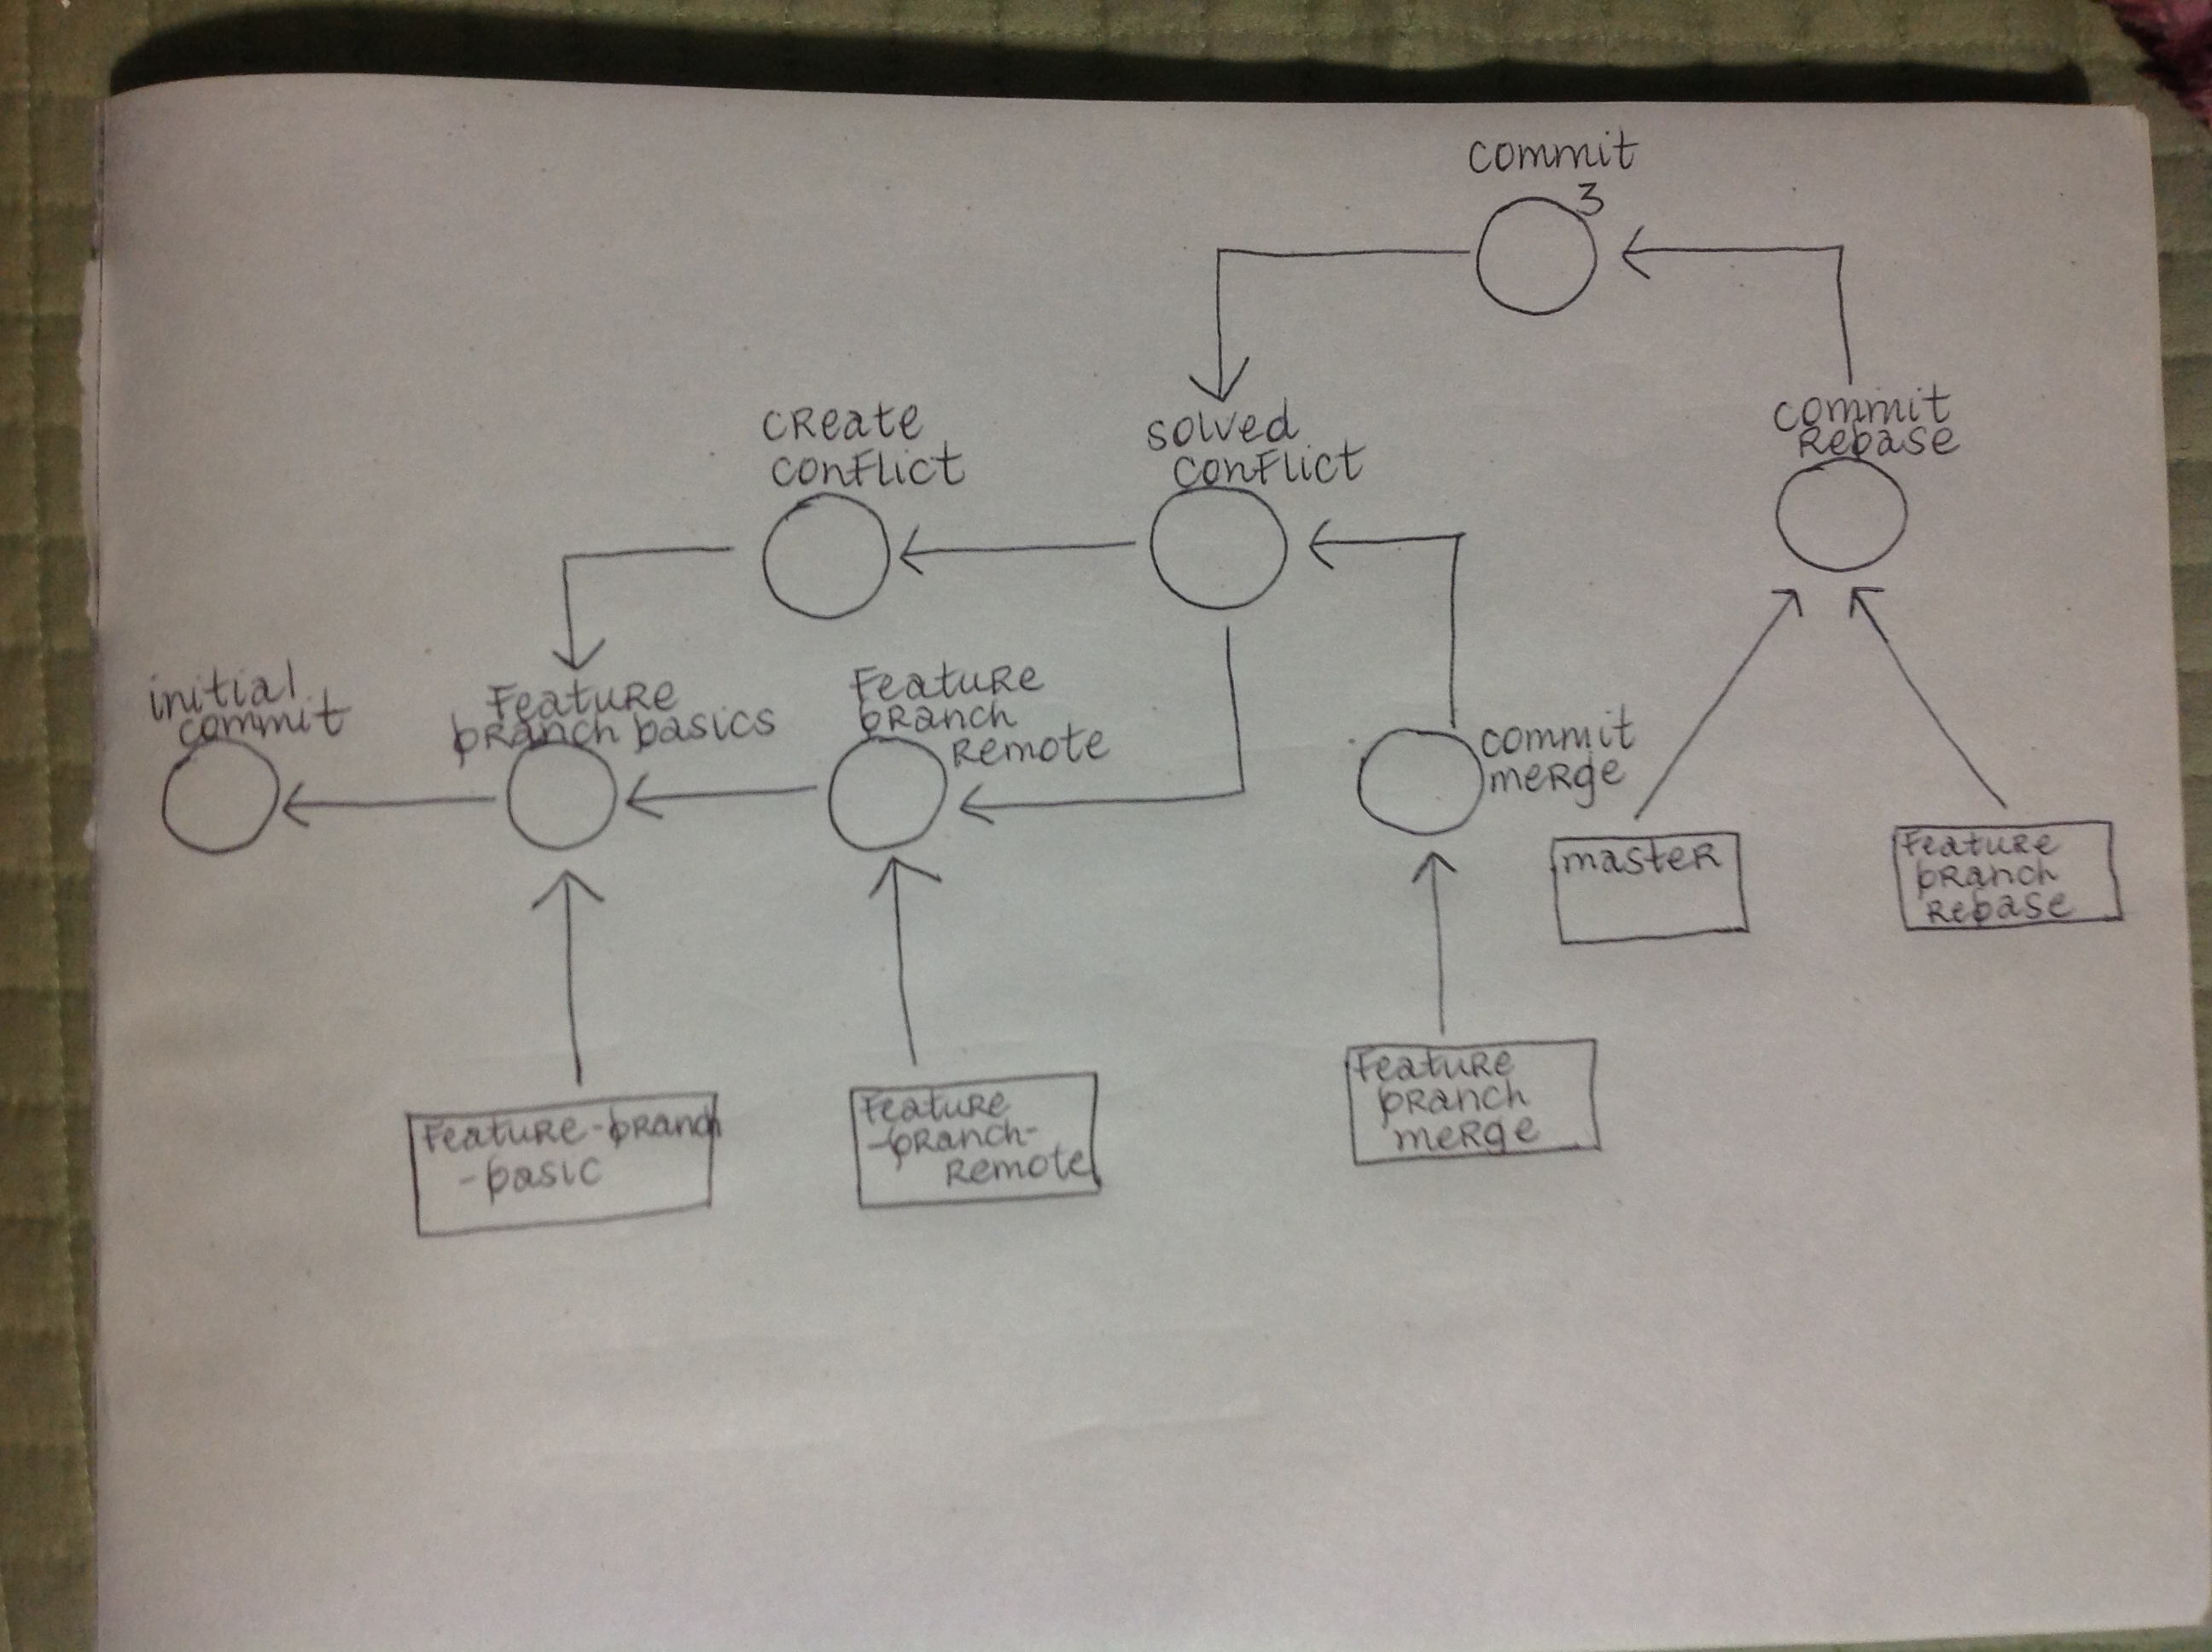 commit
3
create
conflict
solved
conflict
commit
rebase
initial
commit
Feature
branch basics
Feature
branch
remote
commit
merge
master
Feature
branch
rebase
Feature-branch
-basic
Feature
-branch-
remote
Feature
branch
merge